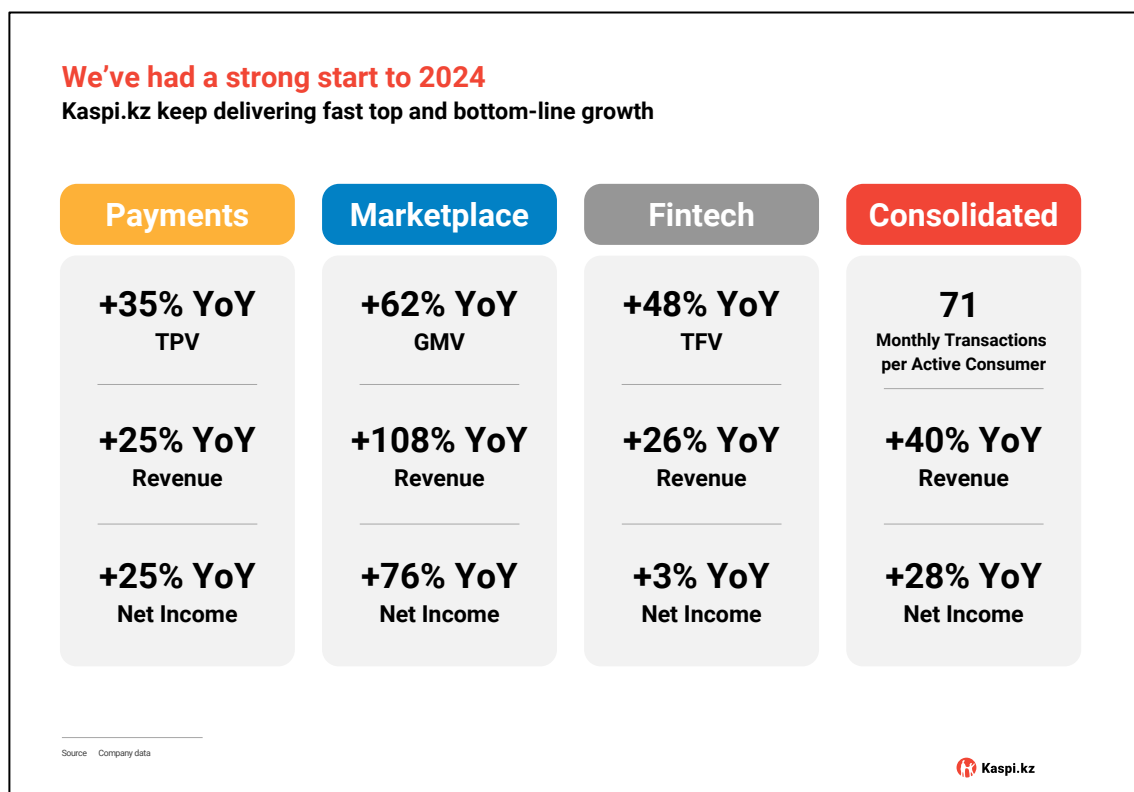 We've had a strong start to 2024
Kaspi.kz keep delivering fast top and bottom-line growth
Payments
+35% YoY
TPV
+25% YoY
Revenue
+25% YoY
Net Income
Marketplace
+62% YoY
GMV
+108% YoY
Revenue
+76% YoY
Net Income
Fintech
+48% YoY
TFV
+26% YoY
Revenue
+3% YoY
Net Income
Consolidated
71
Monthly Transactions
per Active Consumer
+40% YoY
Revenue
+28% YoY
Net Income
Source Company data
Kaspi.kz